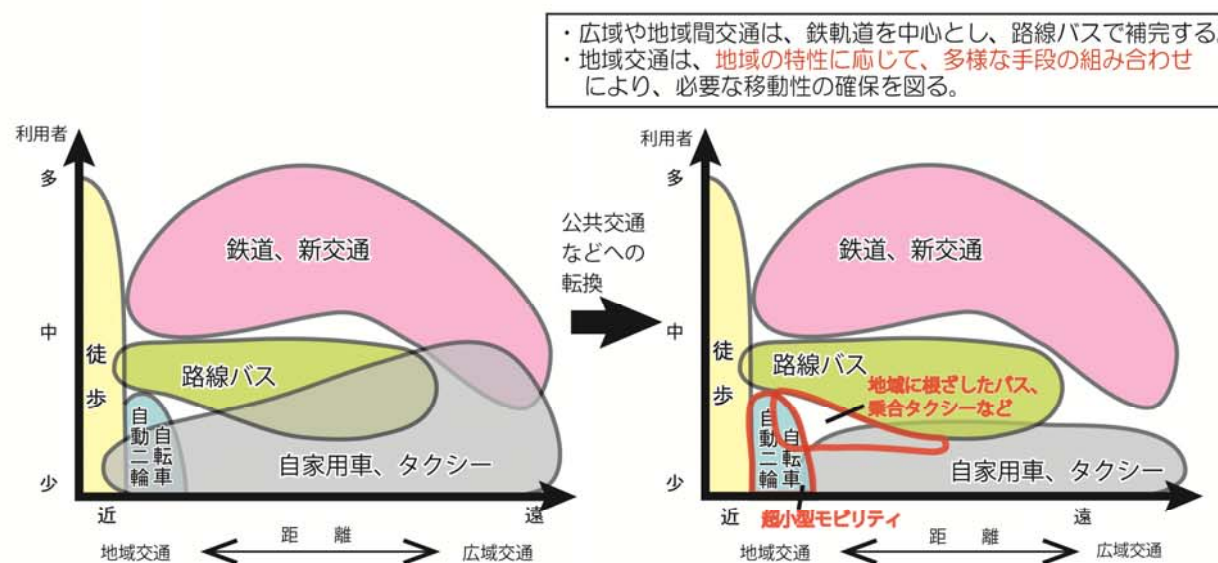 ・広域や地域間交通は、鉄軌道を中心とし、路線バスで補完する。
・地域交通は、地域の特性に応じて、多様な手段の組み合わせ
により、必要な移動性の確保を図る。
利用者
多
中
少
鉄道、新交通
徒歩
路線バス
自動二輪
自転車
自家用車、タクシー
近
遠
地域交通
距 離
広域交通
公共交通
などへの
転換
利用者
多
中
少
鉄道、新交通
徒歩
路線バス
地域に根ざしたバス、
乗合タクシーなど
自動二輪
自転車
自家用車、タクシー
超小型モビリティ
近
遠
地域交通
距 離
広域交通